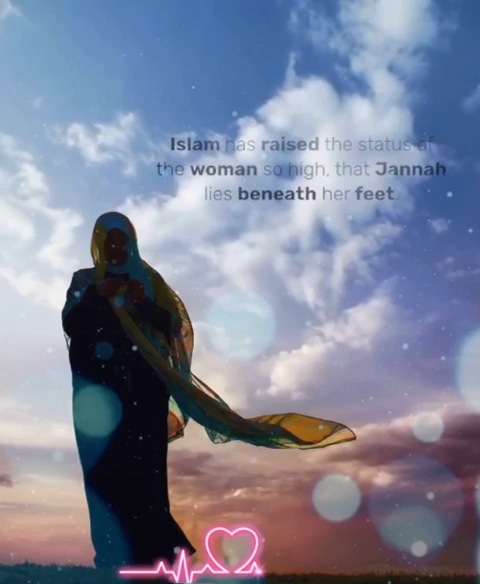 Islam has raised the status of
the woman so high, that Jannah
lies beneath her feet.